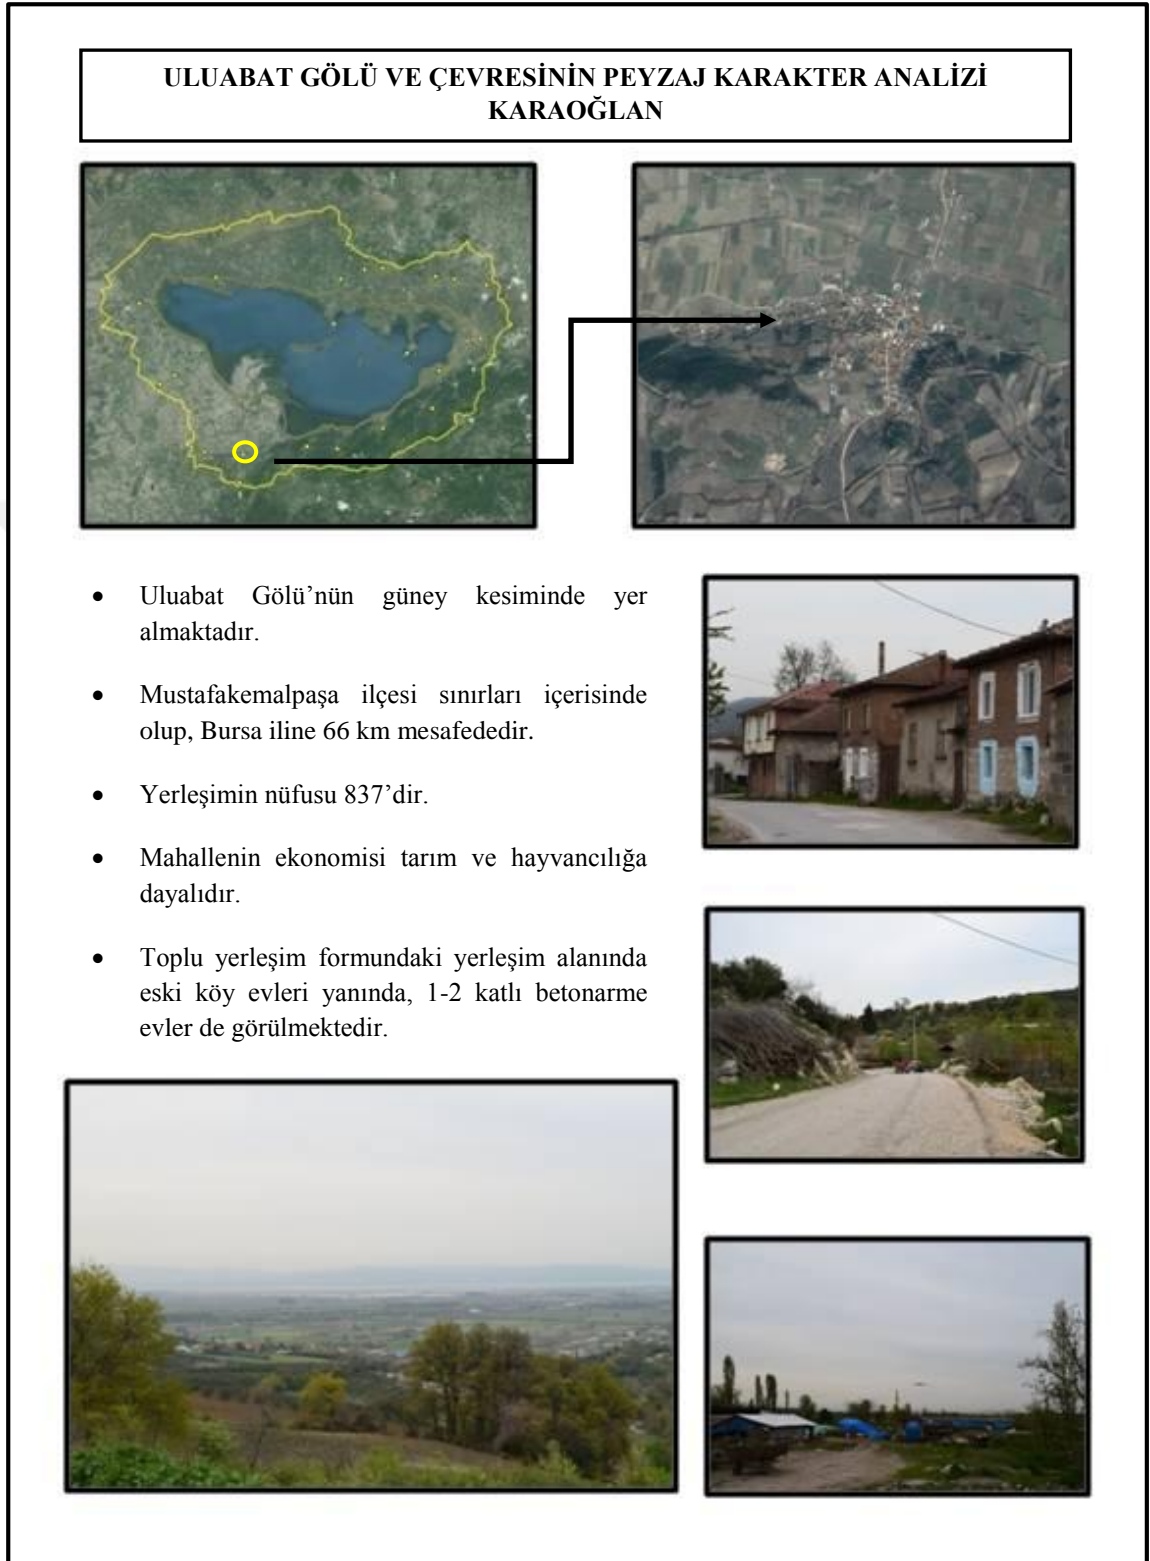 ULUABAT GÖLÜ VE ÇEVRESİNİN PEYZAJ KARAKTER ANALİZİ
KARAOĞLAN
• Uluabat Gölü’nün güney kesiminde yer
almaktadır.
• Mustafakemalpaşa ilçesi sınırları içerisinde
olup, Bursa iline 66 km mesafededir.
• Yerleşimin nüfusu 837’dir.
• Mahallenin ekonomisi tarım ve hayvancılığa
dayalıdır.
• Toplu yerleşim formundaki yerleşim alanında
eski köy evleri yanında, 1-2 katlı betonarme
evler de görülmektedir.